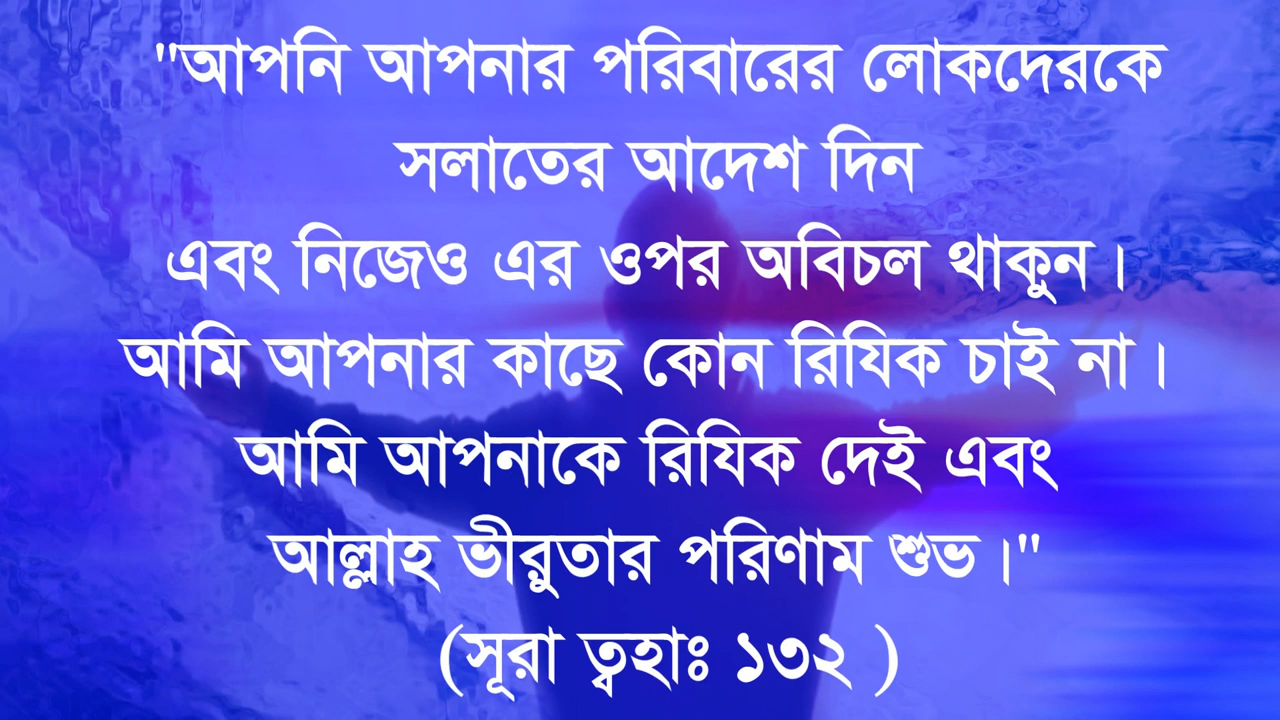 "আপনি আপনার পরিবারের লোকদেরকে
সলাতের আদেশ দিন
এবং নিজেও এর ওপর অবিচল থাকুন।
আমি আপনার কাছে কোন রিযিক চাই না।
আমি আপনাকে রিযিক দেই এবং
আল্লাহ ভীরুতার পরিণাম শুভ।"
(সূরা ত্বহাঃ ১৩২ )